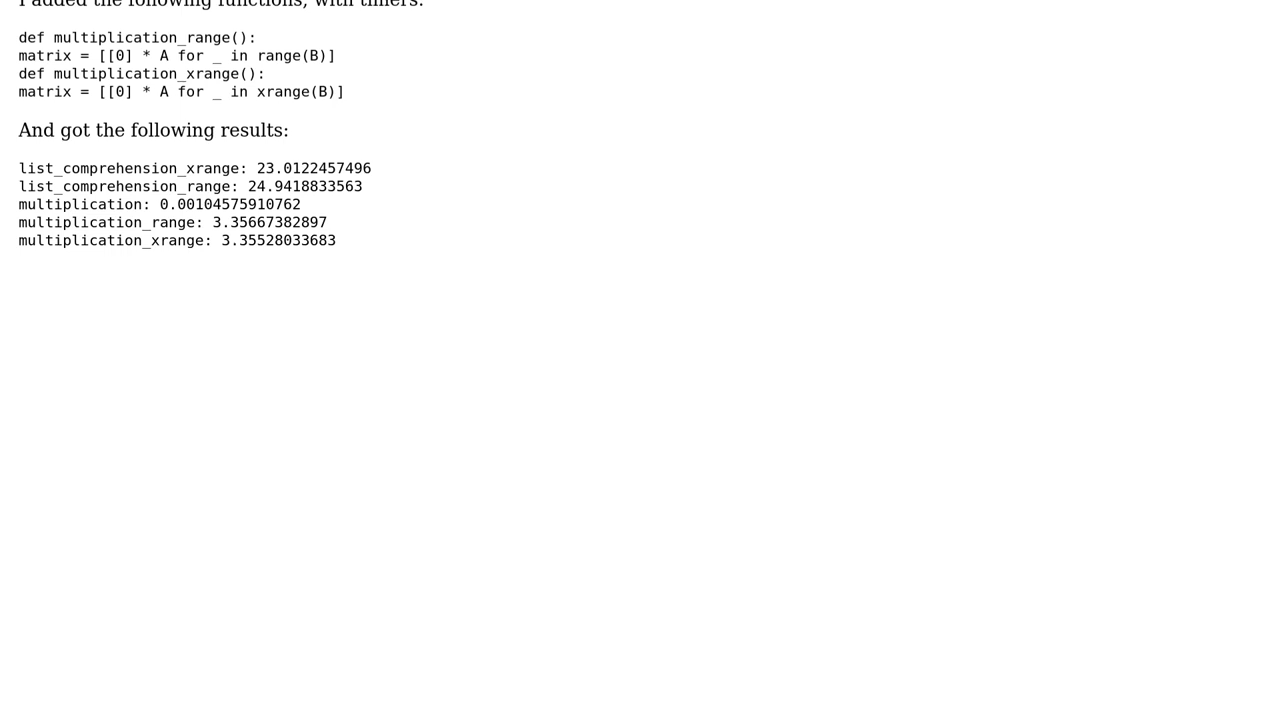 I added the following functions, with timers:
def multiplication_range():
matrix = [[0] * A for _ in range(B)]
def multiplication_xrange():
matrix = [[0] * A for _ in xrange(B)]
And got the following results:
list_comprehension_xrange: 23.0122457496
list_comprehension_range: 24.9418833563
multiplication: 0.00104575910762
multiplication_range: 3.35667382897
multiplication_xrange: 3.35528033683